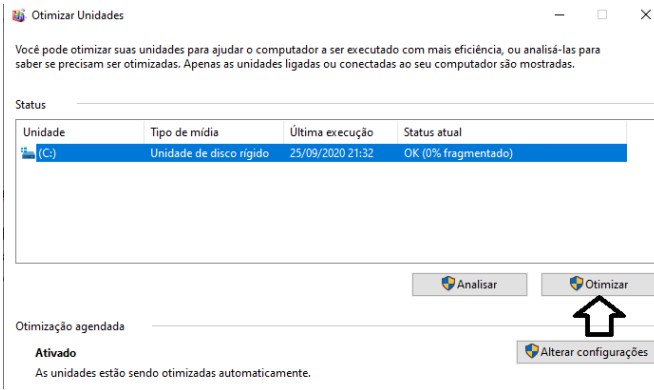 Otimizar Unidades
Você pode otimizar suas unidades para ajudar o computador a ser executado com mais eficiência, ou analisá-las para
saber se precisam ser otimizadas. Apenas as unidades ligadas ou conectadas ao seu computador são mostradas.
Status
Unidade Tipo de mídia Última execução Status atual
(C:) Unidade de disco rígido 25/09/2020 21:32 OK (0% fragmentado)
Analisar Otimizar
Otimização agendada
Ativado Alterar configurações
As unidades estão sendo otimizadas automaticamente.